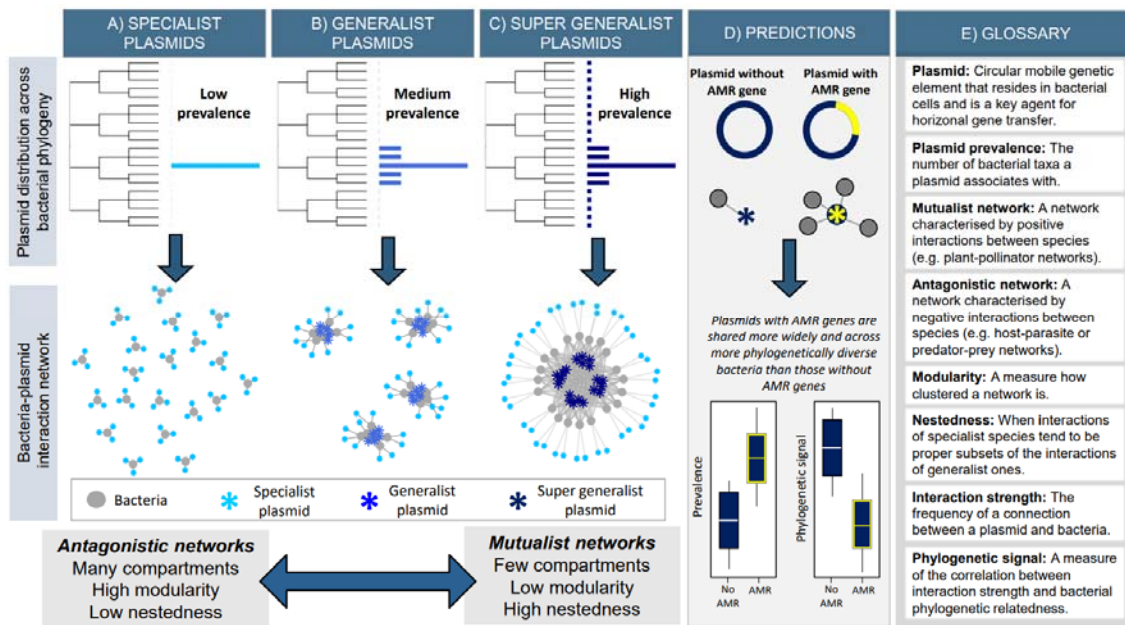 A) SPECIALIST
PLASMIDS
B) GENERALIST
PLASMIDS
C) SUPER GENERALIST
PLASMIDS
D) PREDICTIONS
E) GLOSSARY
Plasmid distribution across
bacterial phylogeny
Low
prevalence
Medium
prevalence
High
prevalence
Bacteria-plasmid
interaction network
Bacteria
Specialist
plasmid
Generalist
plasmid
Super generalist
plasmid
Antagonistic networks
Many compartments
High modularity
Low nestedness
Mutualist networks
Few compartments
Low modularity
High nestedness
Plasmid without
AMR gene
Plasmid with
AMR gene
Plasmids with AMR genes are
shared more widely and across
more phylogenetically diverse
bacteria than those without
AMR genes
Prevalence
No
AMR
AMR
Phylogenetic signal
No
AMR
AMR
Plasmid: Circular mobile genetic
element that resides in bacterial
cells and is a key agent for
horizonal gene transfer.
Plasmid prevalence: The
number of bacterial taxa a
plasmid associates with.
Mutualist network: A network
characterised by positive
interactions between species
(e.g. plant-pollinator networks).
Antagonistic network: A
network characterised by
negative interactions between
species (e.g. host-parasite or
predator-prey networks).
Modularity: A measure how
clustered a network is.
Nestedness: When interactions
of specialist species tend to be
proper subsets of the interactions
of generalist ones.
Interaction strength: The
frequency of a connection
between a plasmid and bacteria.
Phylogenetic signal: A measure
of the correlation between
interaction strength and bacterial
phylogenetic relatedness.